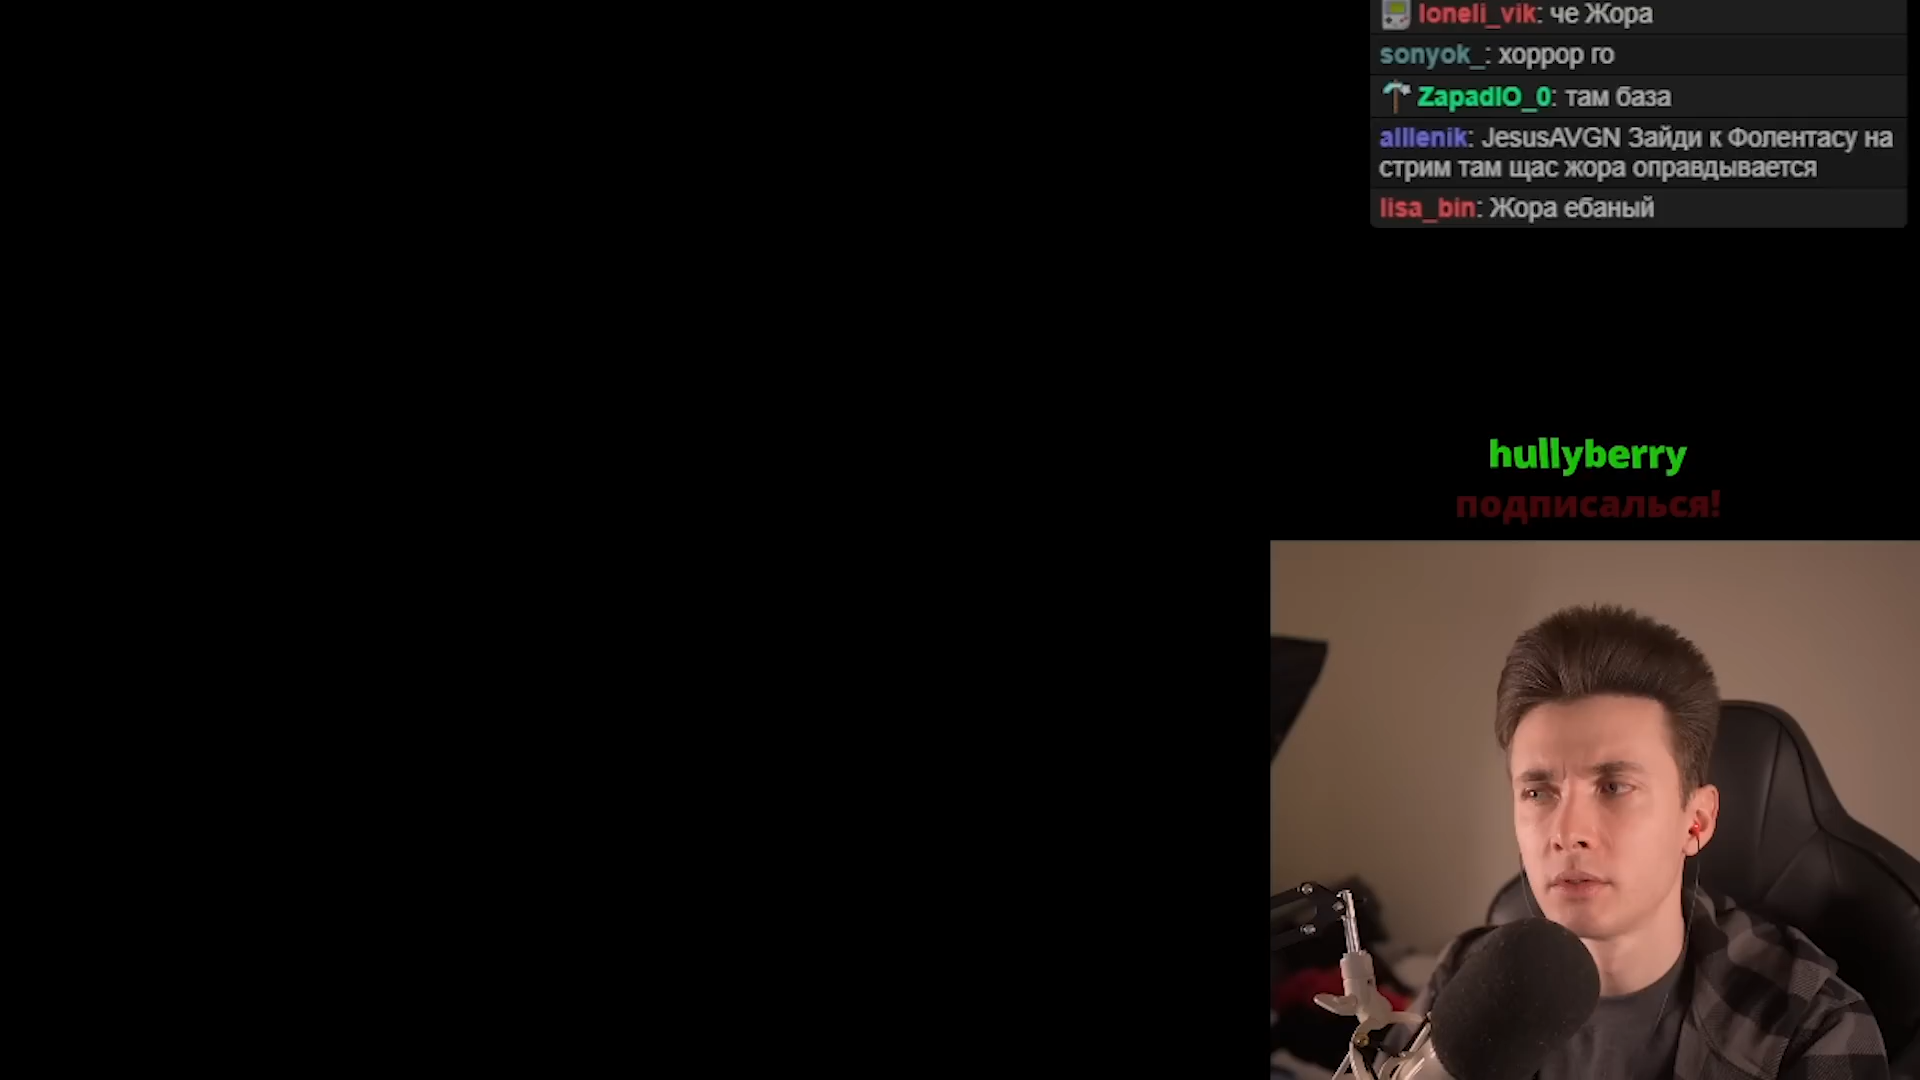 loneli_vik: че Жора
sonyok_: хоррор го
ZapadlO_0: там база
alllenik: JesusAVGN Зайди к Фолентасу на
стрим там щас жора оправдывается
lisa_bin: Жора ебаный
hullyberry
подписалься!